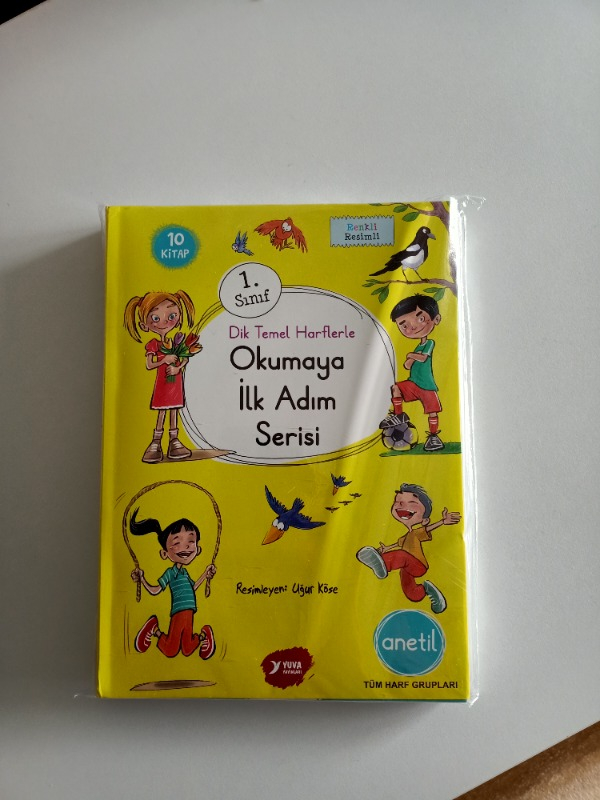 10
KİTAP
Renkli
Resimli
1.
Sınıf
Dik Temel Harflerle
Okumaya
İlk Adım
Serisi
Resimleyen: Uğur Köse
anetil
YUVA
YAYINLARI
TÜM HARF GRUPLARI